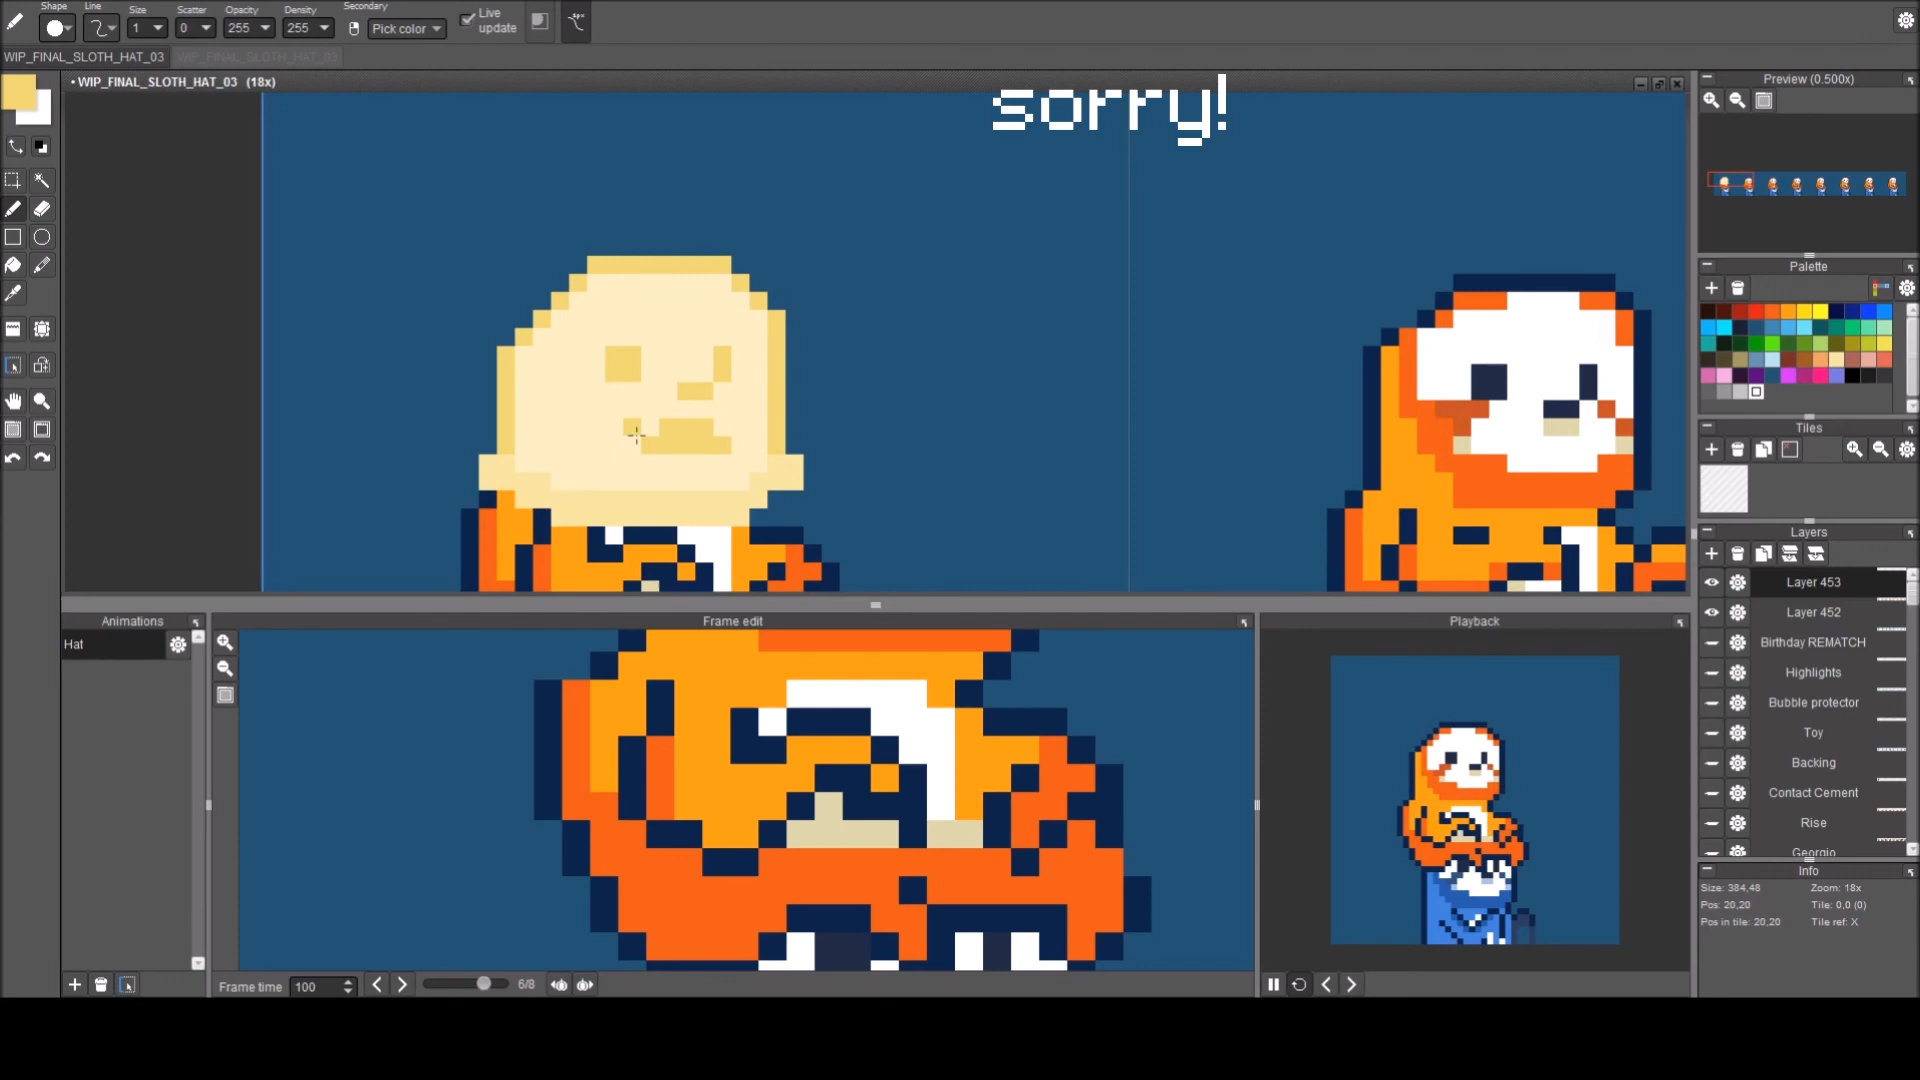 Shape
Line
Size
Scatter
Opacity
Density
Secondary
1
0
255
255
Pick color
Live update
WIP_FINAL_SLOTH_HAT_03
WIP_FINAL_SLOTH_HAT_03
• WIP_FINAL_SLOTH_HAT_03 (18x)
sorry!
Preview (0.500x)
Palette
Tiles
Layers
Layer 453
Layer 452
Birthday REMATCH
Highlights
Bubble protector
Toy
Backing
Contact Cement
Rise
Georgio
Info
Size: 384,48
Zoom: 18x
Pos: 20,20
Tile: 0,0 (0)
Pos in tile: 20,20
Tile ref: X
Animations
Hat
Frame edit
Frame time
100
6/8
Playback